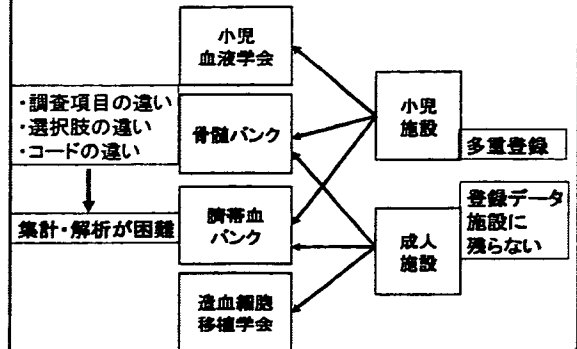 小児
血液学会
・調査項目の違い
・選択肢の違い
・コードの違い
骨髄バンク
小児
施設
多重登録
集計・解析が困難
臍帯血
バンク
成人
施設
登録データ
施設に
残らない
造血細胞
移植学会